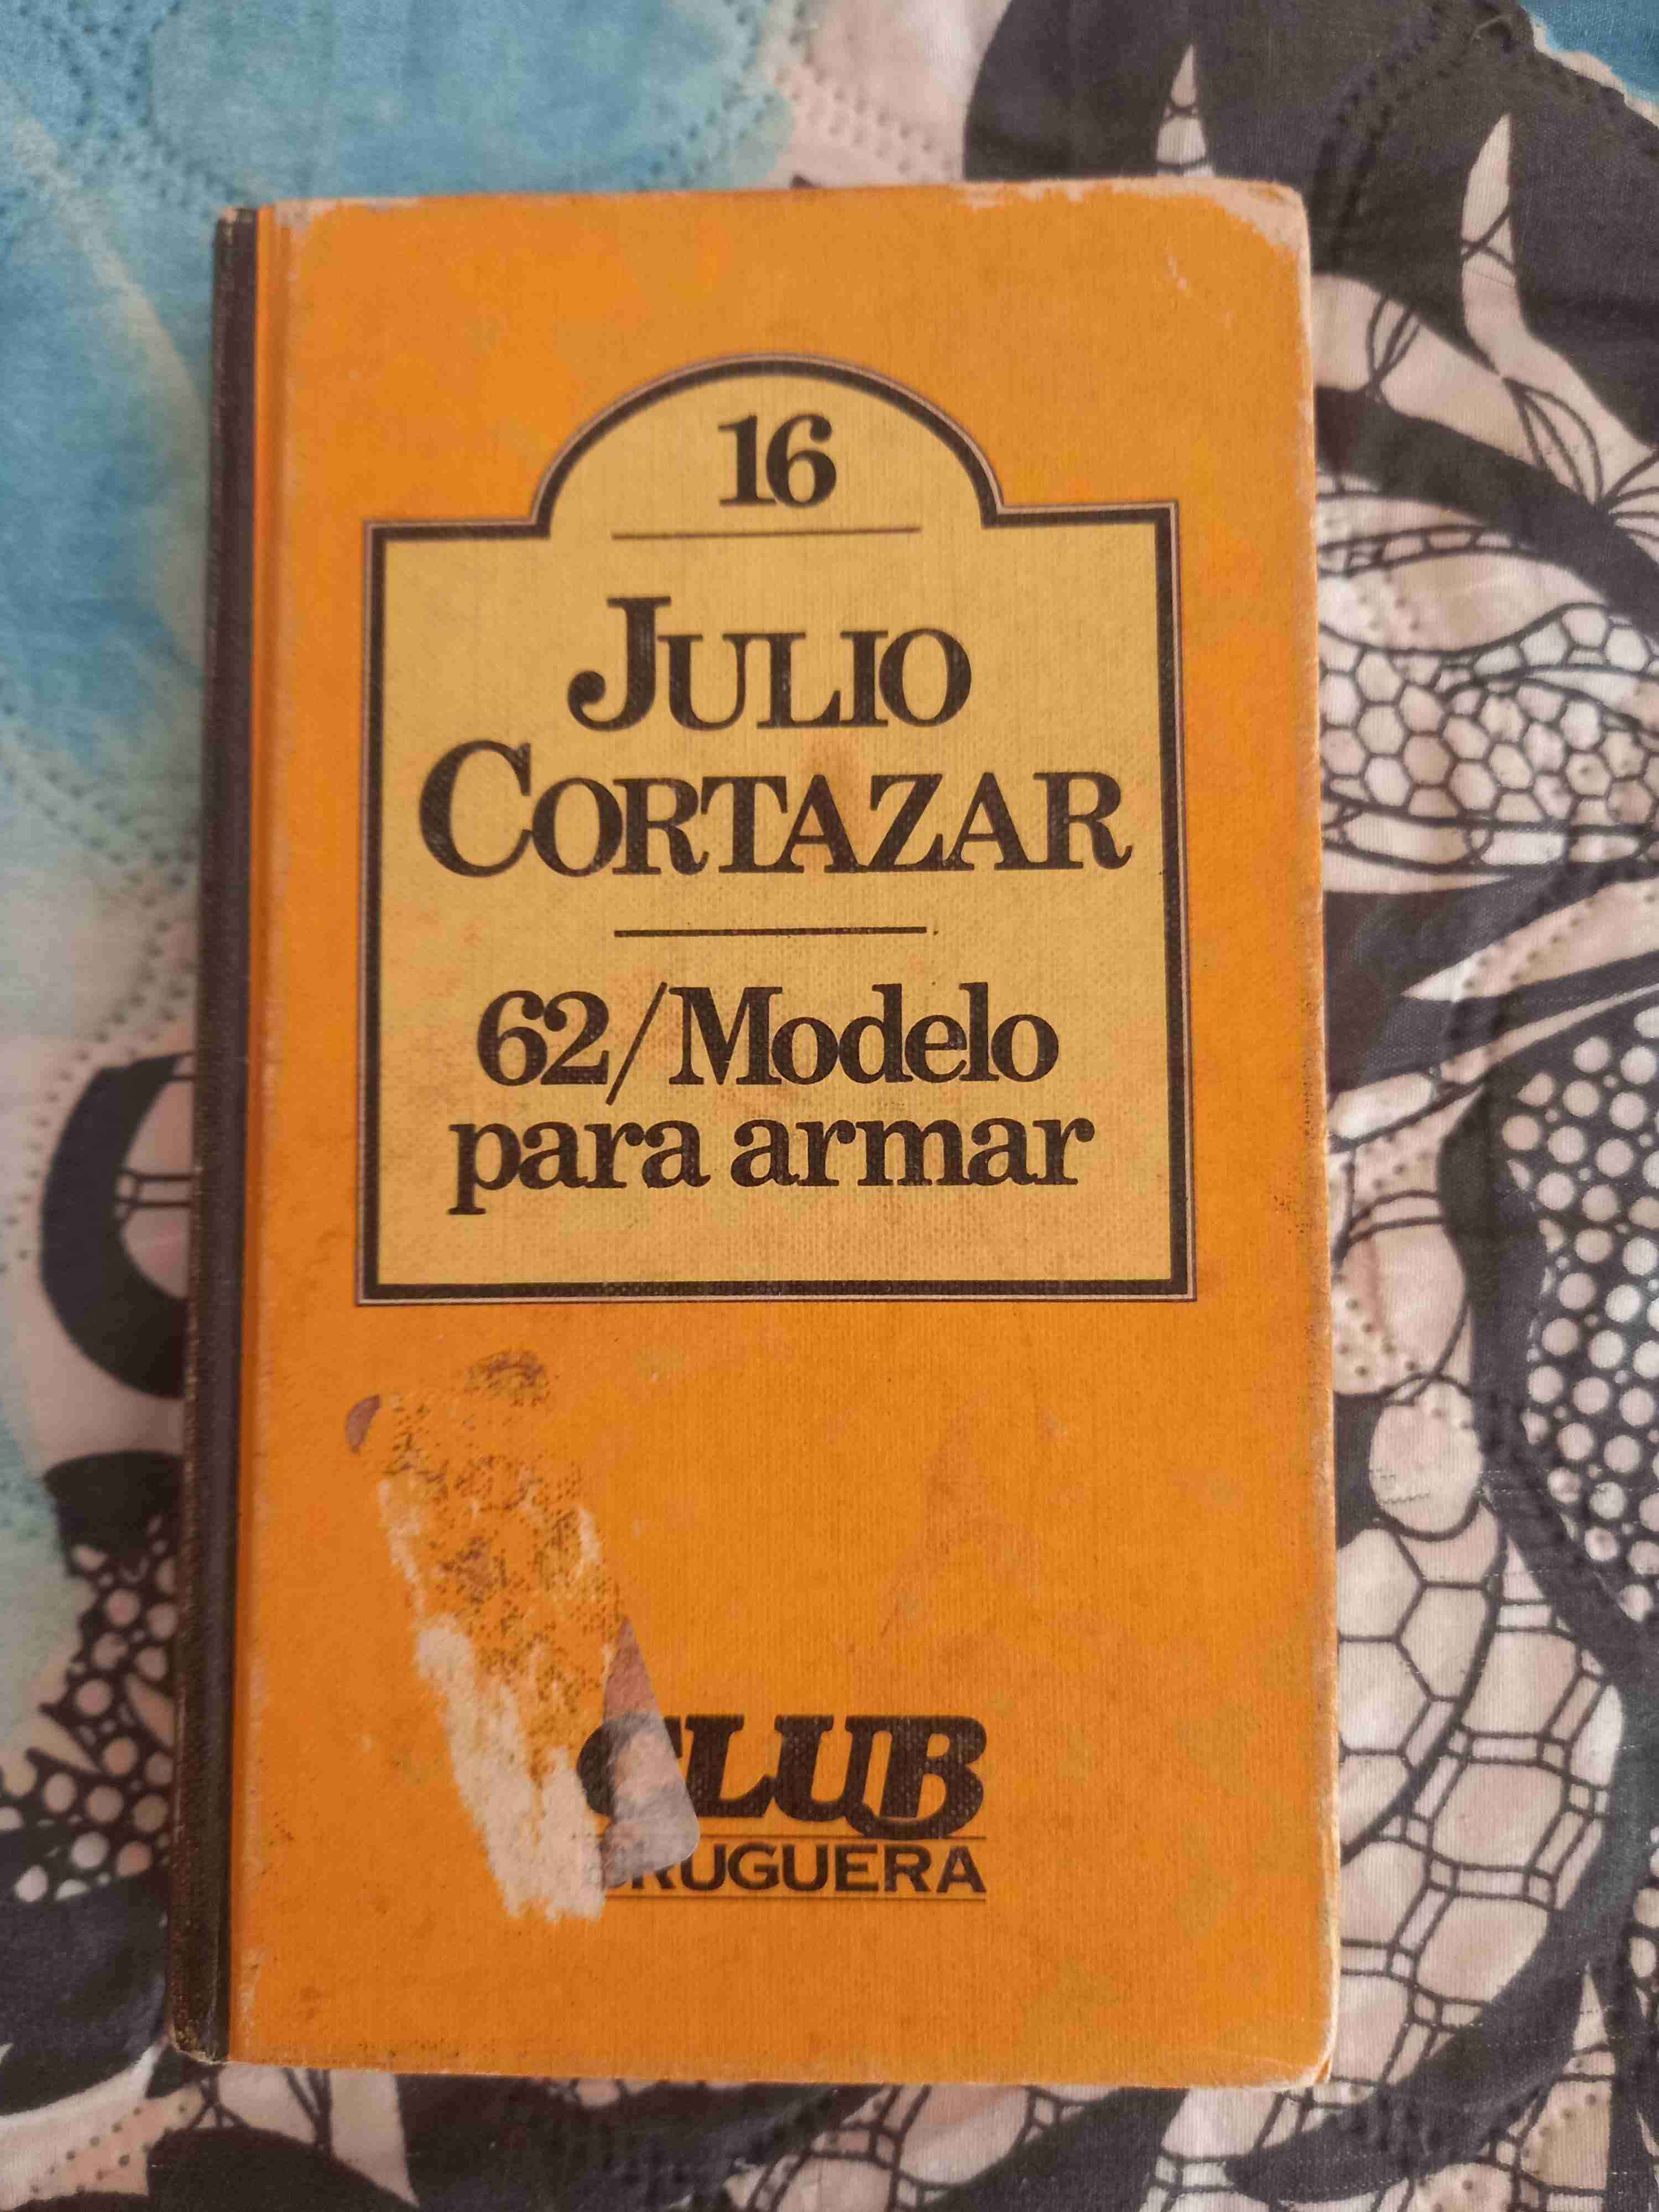 16
JULIO
CORTAZAR
62/Modelo
para armar
CLUB
BRUGUERA